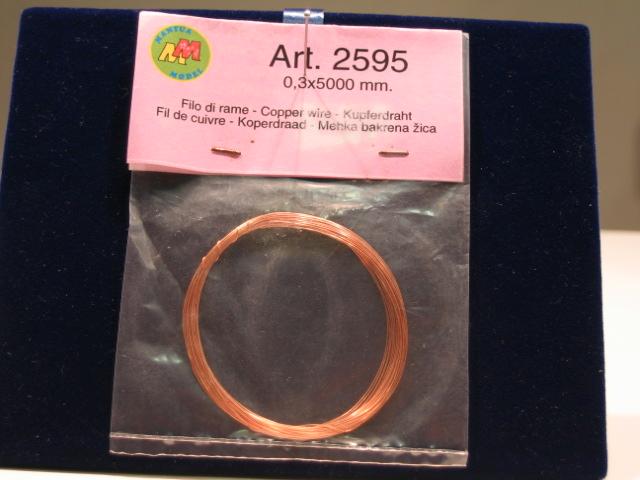 MANTUA
MM
MODEL
Art. 2595
0,3x5000 mm.
Filo di rame - Copper wire - Kupferdraht
Fil de cuivre - Koperdraad - Mehka bakrena žica